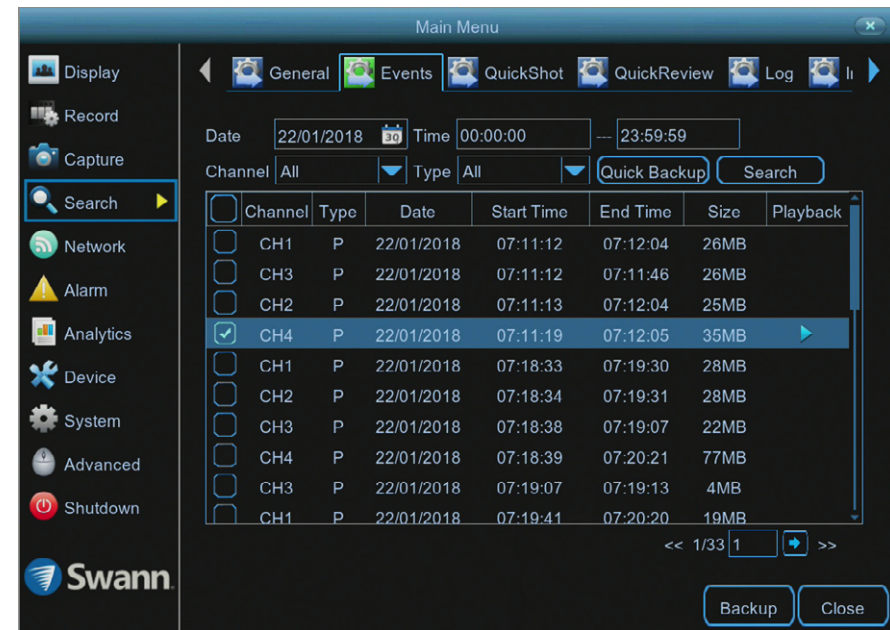 Main Menu
Display
Record
Capture
Search
Network
Alarm
Analytics
Device
System
Advanced
Shutdown
Swann
General Events QuickShot QuickReview Log
Date 22/01/2018 30 Time 00:00:00 --- 23:59:59
Channel All Type All Quick Backup Search
Channel Type Date Start Time End Time Size Playback
CH1 P 22/01/2018 07:11:12 07:12:04 26MB
CH3 P 22/01/2018 07:11:12 07:11:46 26MB
CH2 P 22/01/2018 07:11:13 07:12:04 25MB
CH4 P 22/01/2018 07:11:19 07:12:05 35MB
CH1 P 22/01/2018 07:18:33 07:19:30 28MB
CH2 P 22/01/2018 07:18:34 07:19:31 28MB
CH3 P 22/01/2018 07:18:38 07:19:07 22MB
CH4 P 22/01/2018 07:18:39 07:20:21 77MB
CH3 P 22/01/2018 07:19:07 07:19:13 4MB
CH1 P 22/01/2018 07:19:41 07:20:20 19MB
<< 1/33 1 >>
Backup Close